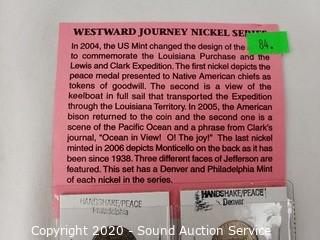 WESTWARD JOURNEY NICKEL SERIES
84.
In 2004, the US Mint changed the design of the
to commemorate the Louisiana Purchase and the
Lewis and Clark Expedition. The first nickel depicts the
peace medal presented to Native American chiefs as
tokens of goodwill. The second is a view of the
keelboat in full sail that transported the Expedition
through the Louisiana Territory. In 2005, the American
bison returned to the coin and the second one is a
scene of the Pacific Ocean and a phrase from Clark's
journal, "Ocean in View! O! The joy!" The last nickel
minted in 2006 depicts Monticello on the back as it has
been since 1938. Three different faces of Jefferson are
featured. This set has a Denver and Philadelphia Mint
of each nickel in the series.
HANDSHAKE/PEACE
Philadelphia
HANDSHAKE/PEACE
Denver
Copyright 2020 - Support@BidRL.com